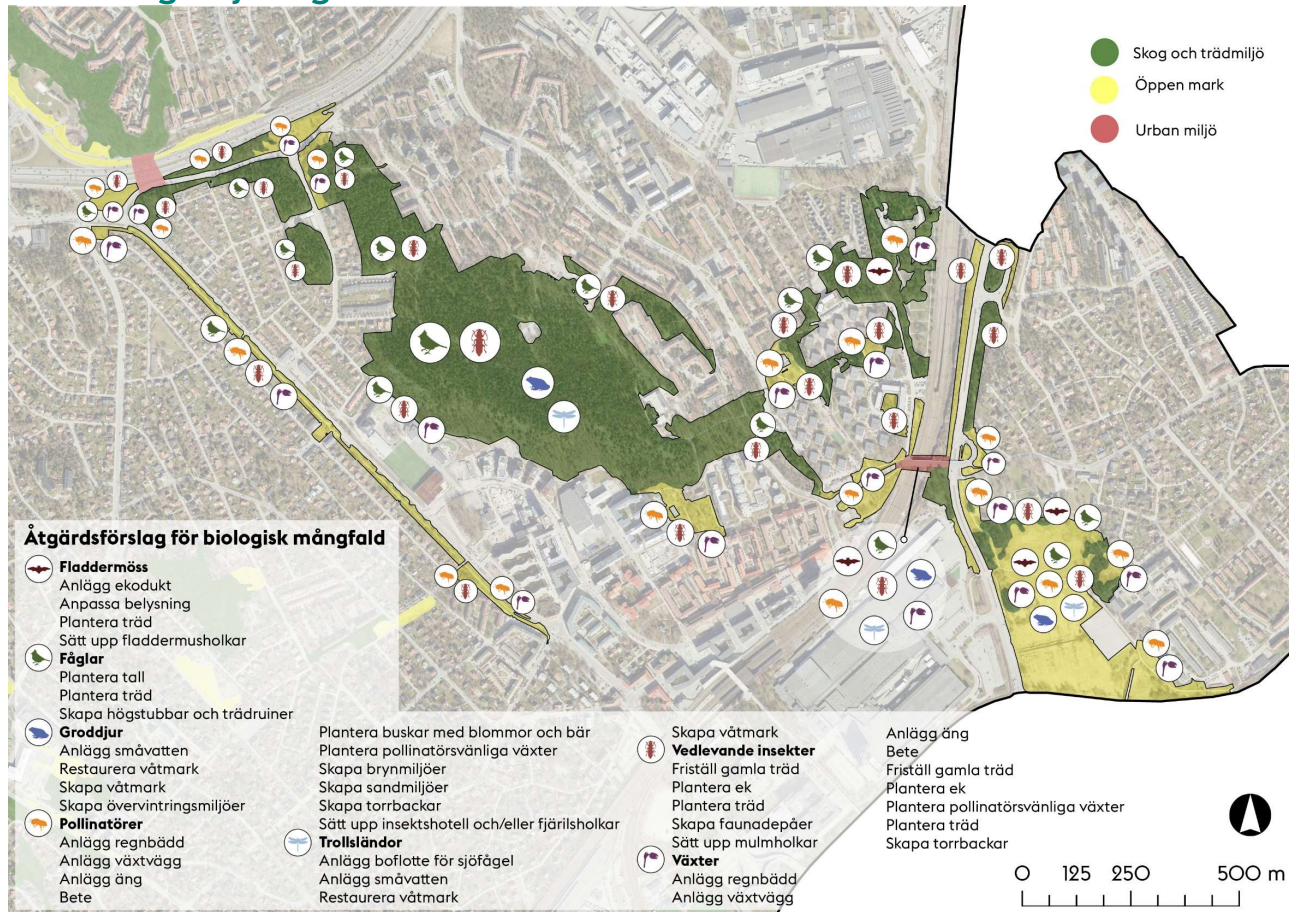 Skog och trädmiljö
Öppen mark
Urban miljö
Åtgärdsförslag för biologisk mångfald
Fladdermöss
Anlägg ekodukt
Anpassa belysning
Plantera träd
Sätt upp fladdermusholkar
Fåglar
Plantera tall
Plantera träd
Skapa högstubbar och trädruiner
Groddjur
Anlägg småvatten
Restaurera våtmark
Skapa våtmark
Skapa övervintringsmiljöer
Pollinatörer
Anlägg regnbädd
Anlägg växtvägg
Anlägg äng
Bete
Plantera buskar med blommor och bär
Plantera pollinatörsvänliga växter
Skapa brynmiljöer
Skapa sandmiljöer
Skapa torrbackar
Sätt upp insektshotell och/eller fjärilsholkar
Trollsländor
Anlägg boflotte för sjöfågel
Anlägg småvatten
Restaurera våtmark
Skapa våtmark
Vedlevande insekter
Friställ gamla träd
Plantera ek
Plantera träd
Skapa faunadepåer
Sätt upp mulmholkar
Växter
Anlägg regnbädd
Anlägg växtvägg
Anlägg äng
Bete
Friställ gamla träd
Plantera ek
Plantera pollinatörsvänliga växter
Plantera träd
Skapa torrbackar
0 125 250 500 m